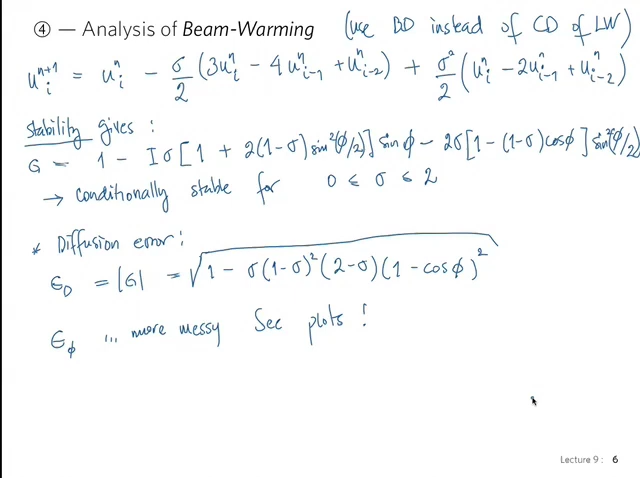 ④ — Analysis of Beam-Warming (use BD instead of CD of LW)
u_i^{n+1} = u_i^n - σ/2 (3u_i^n - 4u_{i-1}^n + u_{i-2}^n) + σ²/2 (u_i^n - 2u_{i-1}^n + u_{i-2}^n)
Stability gives :
G = 1 - Iσ[1 + 2(1-σ) sin²(ϕ/2)] sin ϕ - 2σ[1 - (1-σ) cos ϕ] sin²(ϕ/2)
→ Conditionally stable for 0 ≤ σ ≤ 2
* Diffusion error :
ϵ_D = |G| = √(1 - σ(1-σ)²(2-σ)(1 - cos ϕ)²)
ϵ_ϕ ... more messy See plots !
Lecture 9 : 6